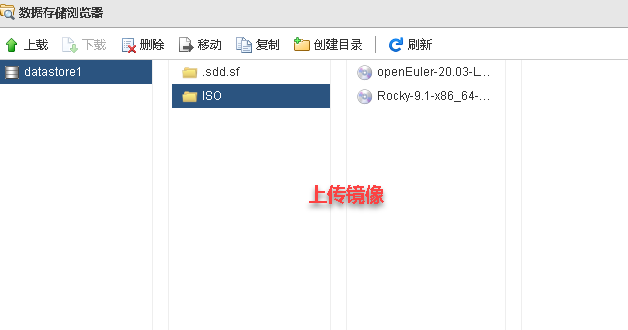 数据存储浏览器
上载 下载 删除 移动 复制 创建目录 刷新
datastore1 .sdd.sf openEuler-20.03-L...
ISO Rocky-9.1-x86_64-...
上传镜像